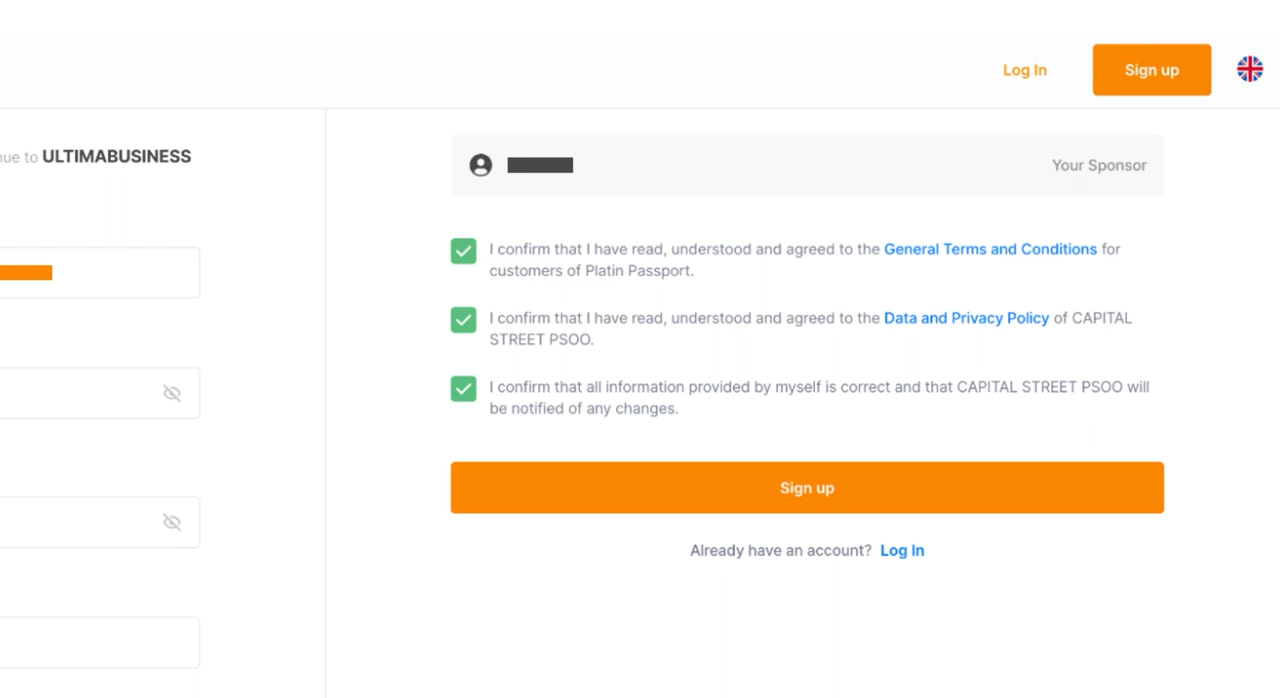 Log In
Sign up
nue to ULTIMABUSINESS
Your Sponsor
I confirm that I have read, understood and agreed to the General Terms and Conditions for
customers of Platin Passport.
I confirm that I have read, understood and agreed to the Data and Privacy Policy of CAPITAL
STREET PSOO.
I confirm that all information provided by myself is correct and that CAPITAL STREET PSOO will
be notified of any changes.
Sign up
Already have an account? Log In